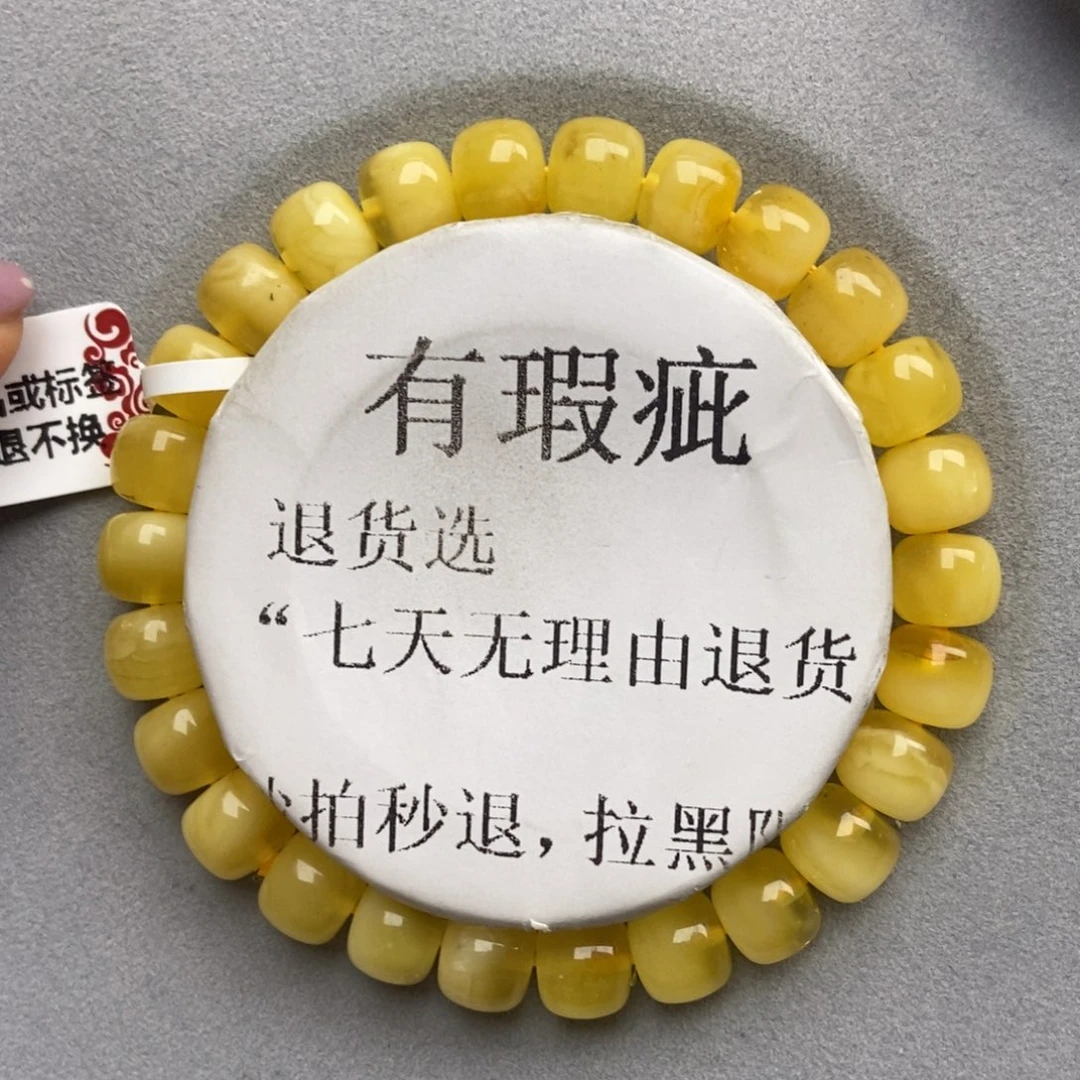 有瑕疵
退货选
“七天无理由退货
拍秒退，拉黑
或标签
退不换